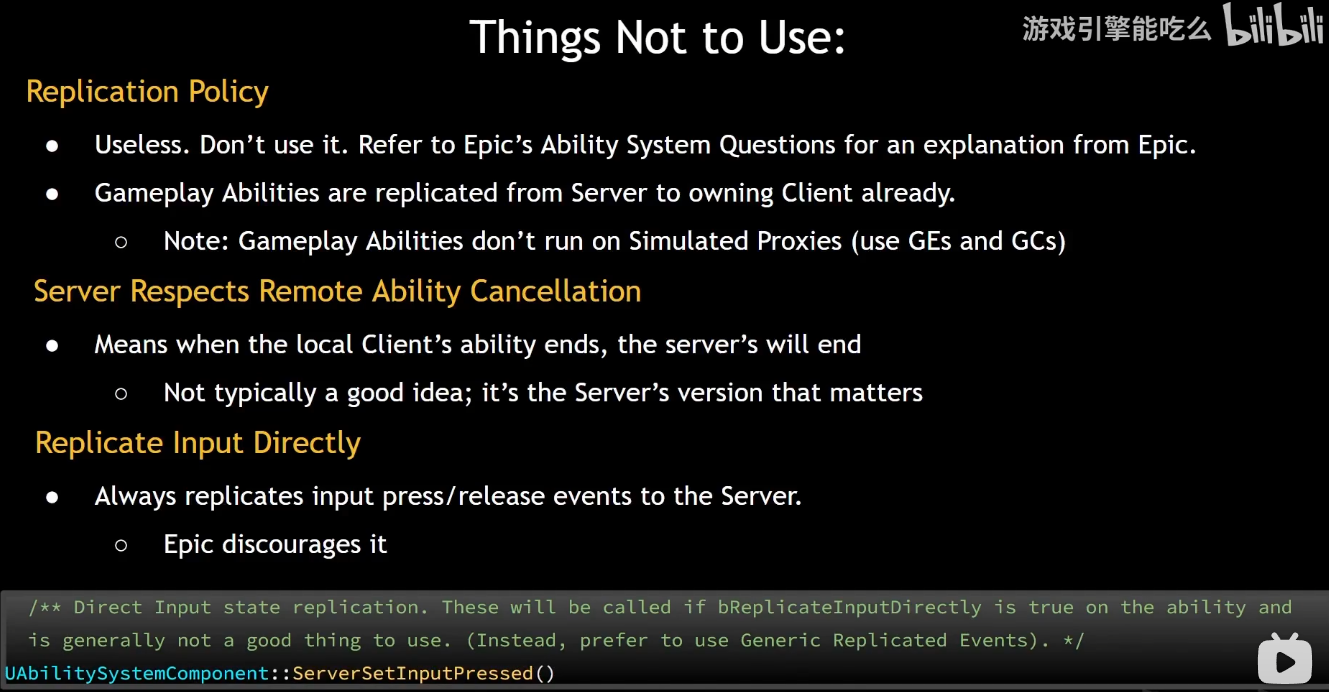 Things Not to Use:
游戏引擎能吃么 bilibili
Replication Policy
● Useless. Don't use it. Refer to Epic's Ability System Questions for an explanation from Epic.
● Gameplay Abilities are replicated from Server to owning Client already.
○ Note: Gameplay Abilities don't run on Simulated Proxies (use GEs and GCs)
Server Respects Remote Ability Cancellation
● Means when the local Client's ability ends, the server's will end
○ Not typically a good idea; it's the Server's version that matters
Replicate Input Directly
● Always replicates input press/release events to the Server.
○ Epic discourages it
/** Direct Input state replication. These will be called if bReplicateInputDirectly is true on the ability and
is generally not a good thing to use. (Instead, prefer to use Generic Replicated Events). */
UAbilitySystemComponent::ServerSetInputPressed()